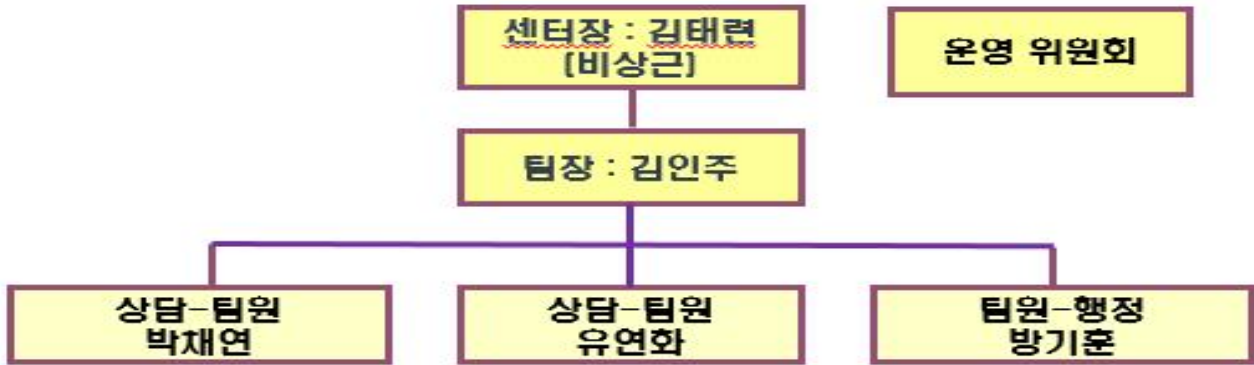 센터장 : 김태련
(비상근)
운영 위원회
팀장 : 김인주
상담-팀원
박채연
상담-팀원
유연화
팀원-행정
방기훈